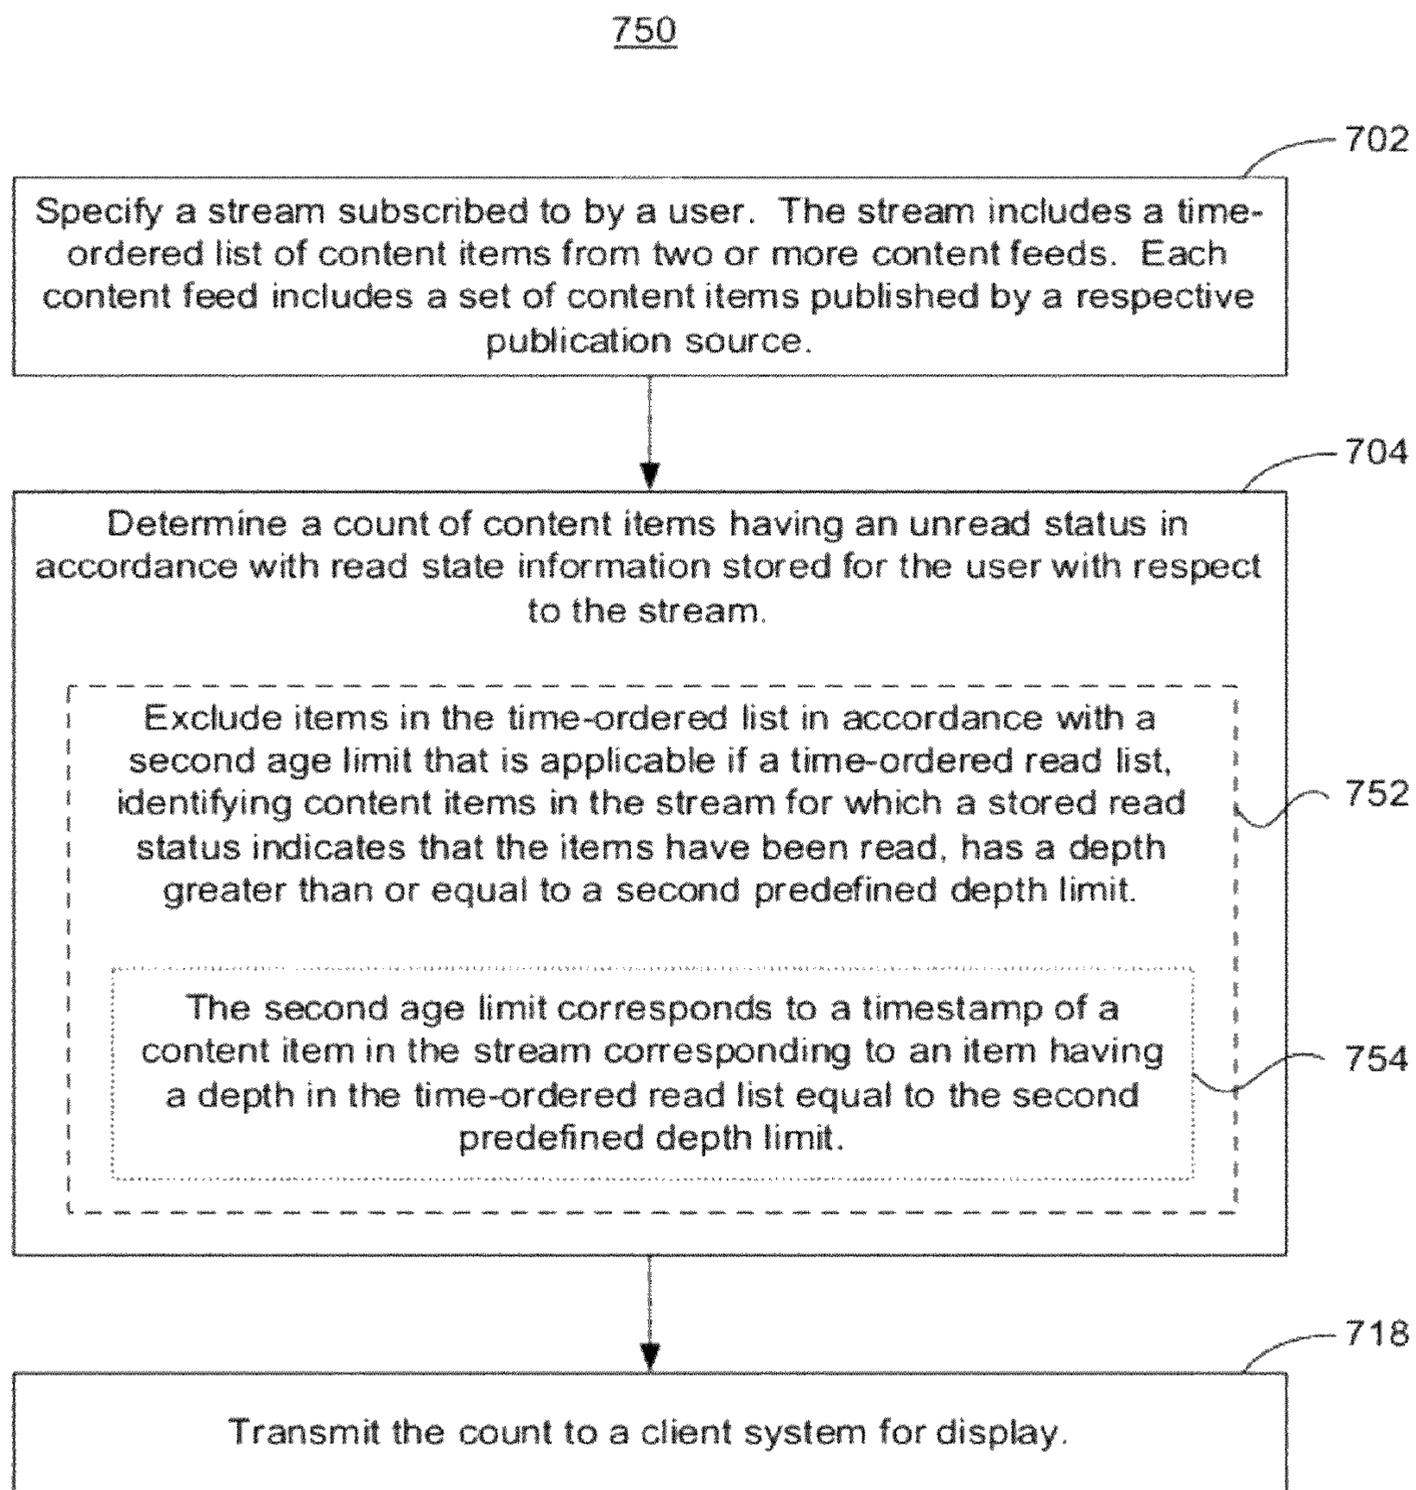 750
702
Specify a stream subscribed to by a user. The stream includes a time-
ordered list of content items from two or more content feeds. Each
content feed includes a set of content items published by a respective
publication source.
704
Determine a count of content items having an unread status in
accordance with read state information stored for the user with respect
to the stream.
Exclude items in the time-ordered list in accordance with a
second age limit that is applicable if a time-ordered read list,
identifying content items in the stream for which a stored read
status indicates that the items have been read, has a depth
greater than or equal to a second predefined depth limit.
752
The second age limit corresponds to a timestamp of a
content item in the stream corresponding to an item having
a depth in the time-ordered read list equal to the second
predefined depth limit.
754
718
Transmit the count to a client system for display.